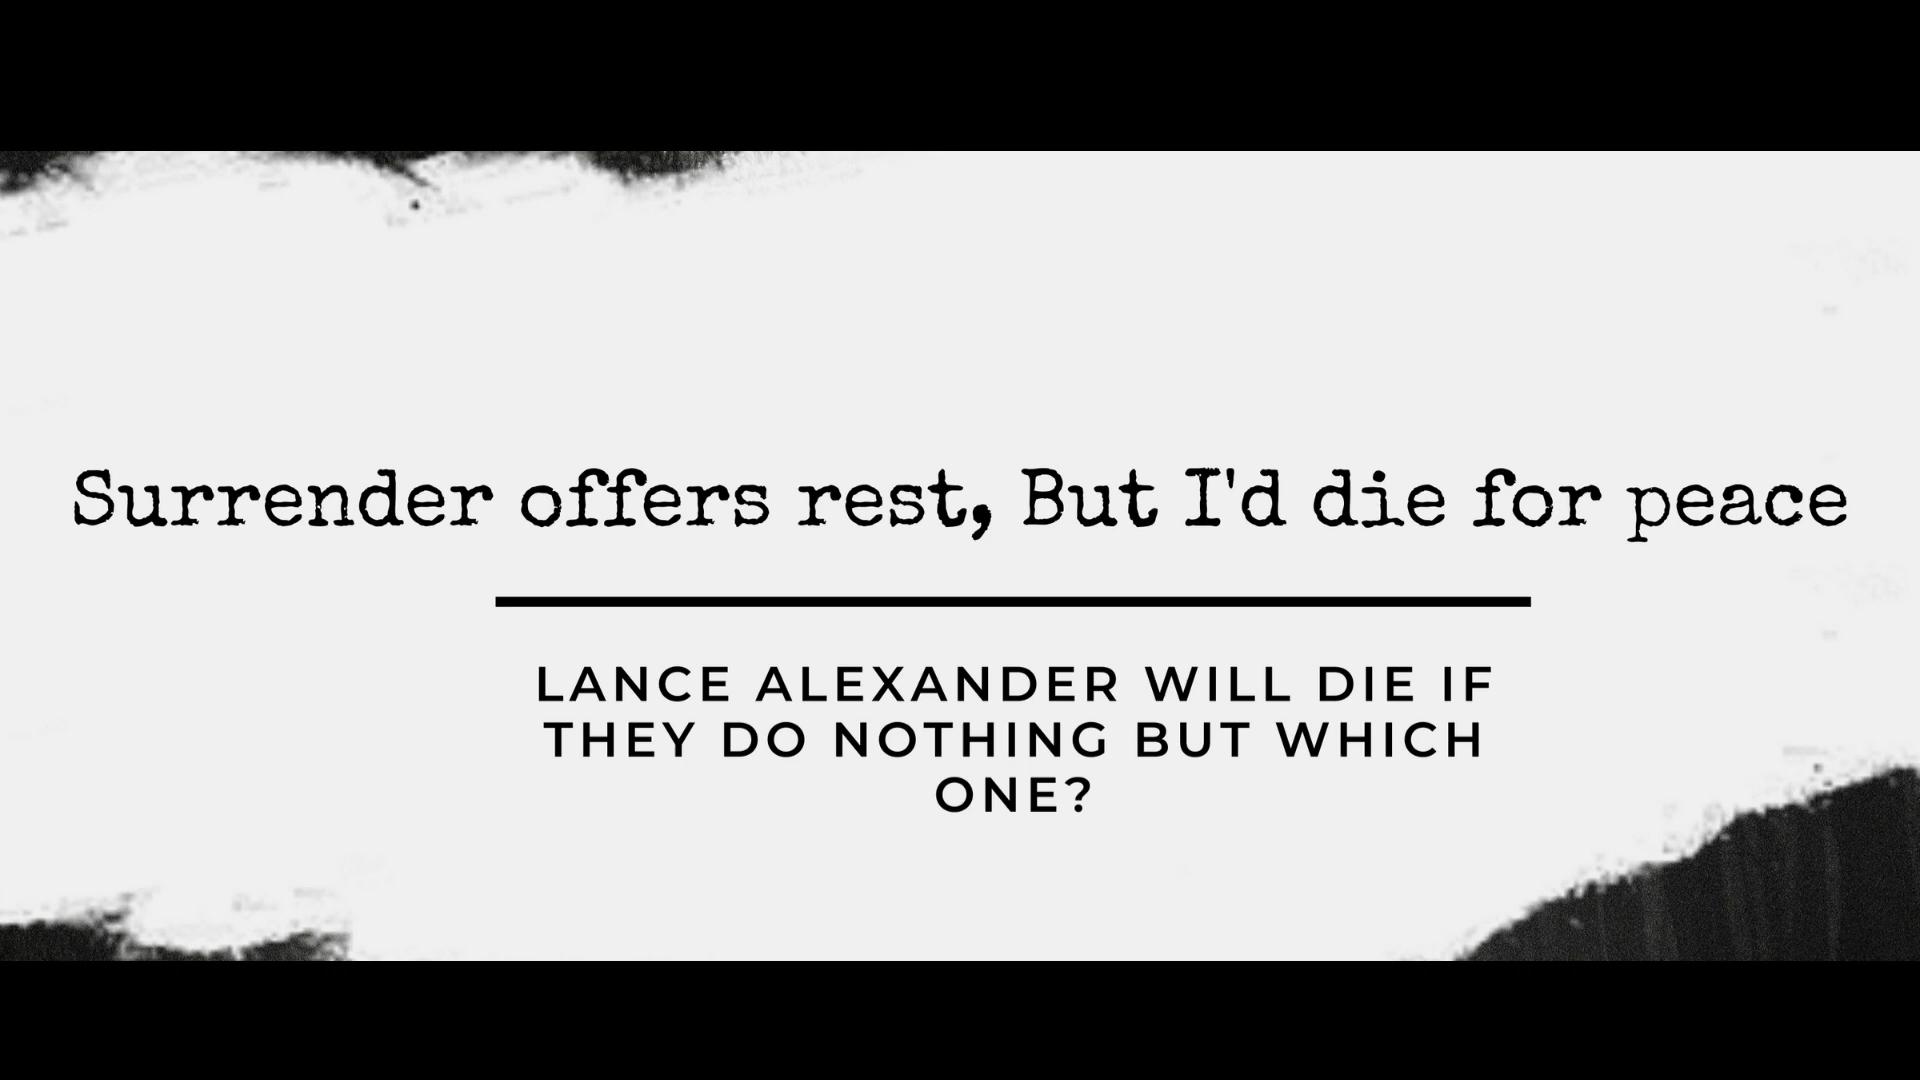 Surrender offers rest, But I'd die for peace
LANCE ALEXANDER WILL DIE IF
THEY DO NOTHING BUT WHICH
ONE?